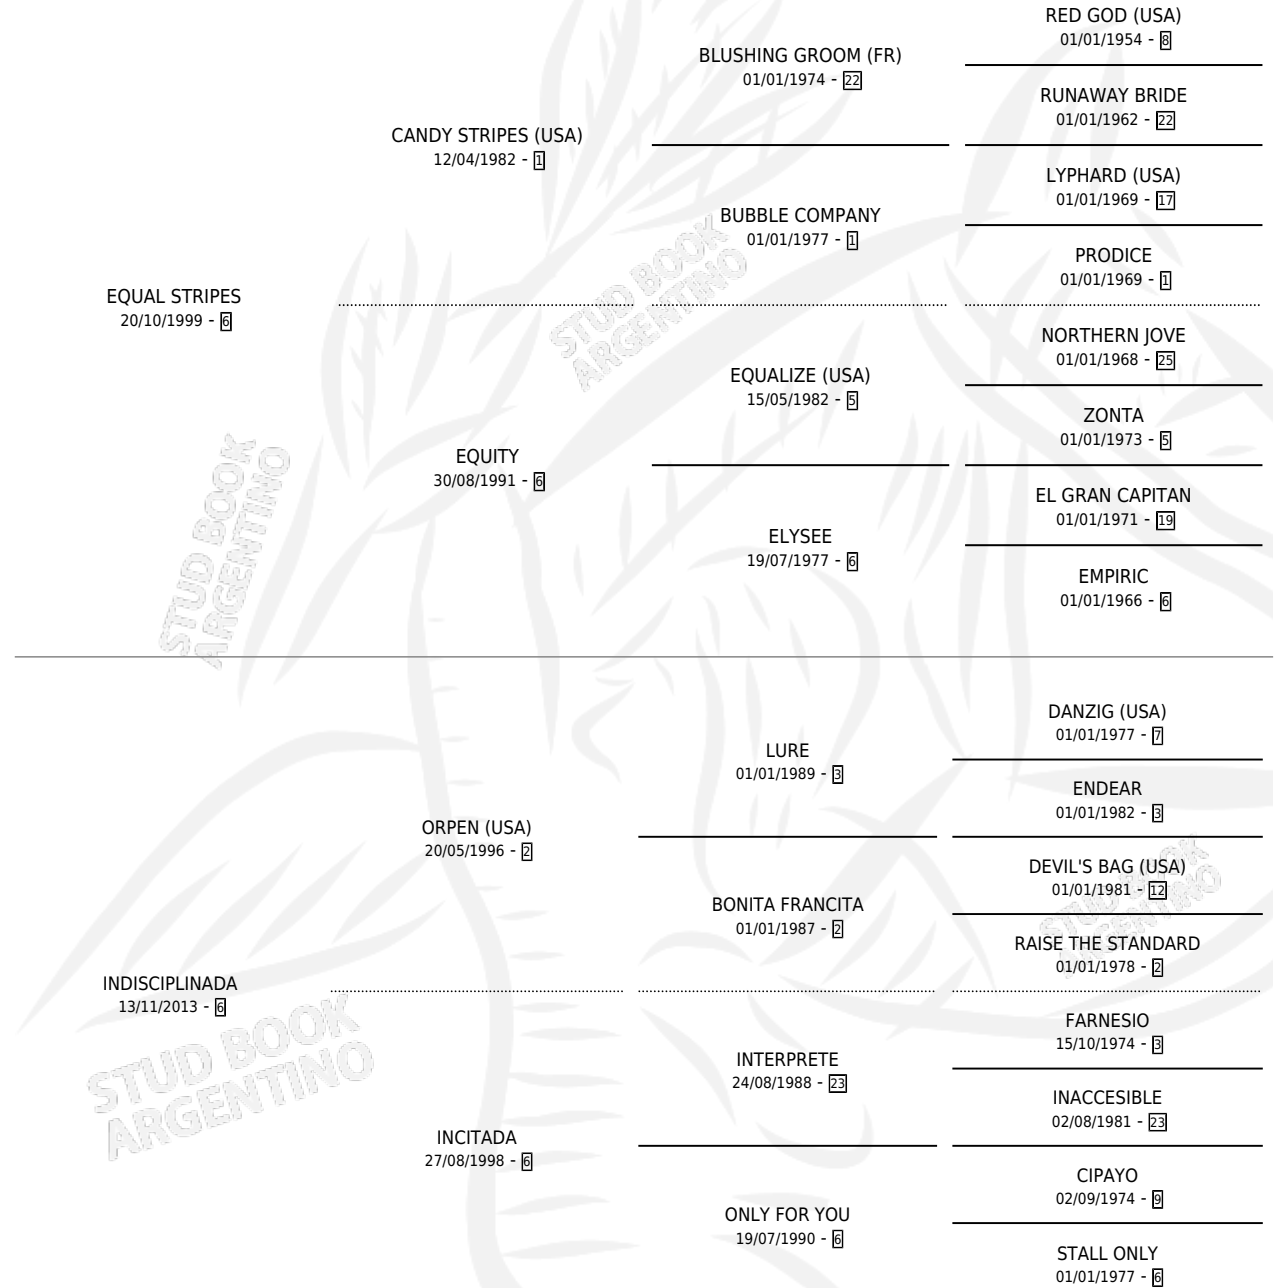 RED GOD (USA)
01/01/1954 - 8
BLUSHING GROOM (FR)
01/01/1974 - 22
RUNAWAY BRIDE
01/01/1962 - 22
CANDY STRIPES (USA)
12/04/1982 - 1
LYPHARD (USA)
01/01/1969 - 17
BUBBLE COMPANY
01/01/1977 - 1
PRODICE
01/01/1969 - 1
EQUAL STRIPES
20/10/1999 - 6
NORTHERN JOVE
01/01/1968 - 25
EQUALIZE (USA)
15/05/1982 - 5
ZONTA
01/01/1973 - 5
EQUITY
30/08/1991 - 6
EL GRAN CAPITAN
01/01/1971 - 19
ELYSEE
19/07/1977 - 6
EMPIRIC
01/01/1966 - 6
STUD BOOK
ARGENTINO
STUD BOOK
ARGENTINO
DANZIG (USA)
01/01/1977 - 7
LURE
01/01/1989 - 3
ENDEAR
01/01/1982 - 3
ORPEN (USA)
20/05/1996 - 2
DEVIL'S BAG (USA)
01/01/1981 - 12
BONITA FRANCITA
01/01/1987 - 2
RAISE THE STANDARD
01/01/1978 - 2
INDISCIPLINADA
13/11/2013 - 6
FARNESIO
15/10/1974 - 3
INTERPRETE
24/08/1988 - 23
INACCESIBLE
02/08/1981 - 23
INCITADA
27/08/1998 - 6
CIPAYO
02/09/1974 - 9
ONLY FOR YOU
19/07/1990 - 6
STALL ONLY
01/01/1977 - 6
STUD BOOK
ARGENTINO
STUD BOOK
ARGENTINO